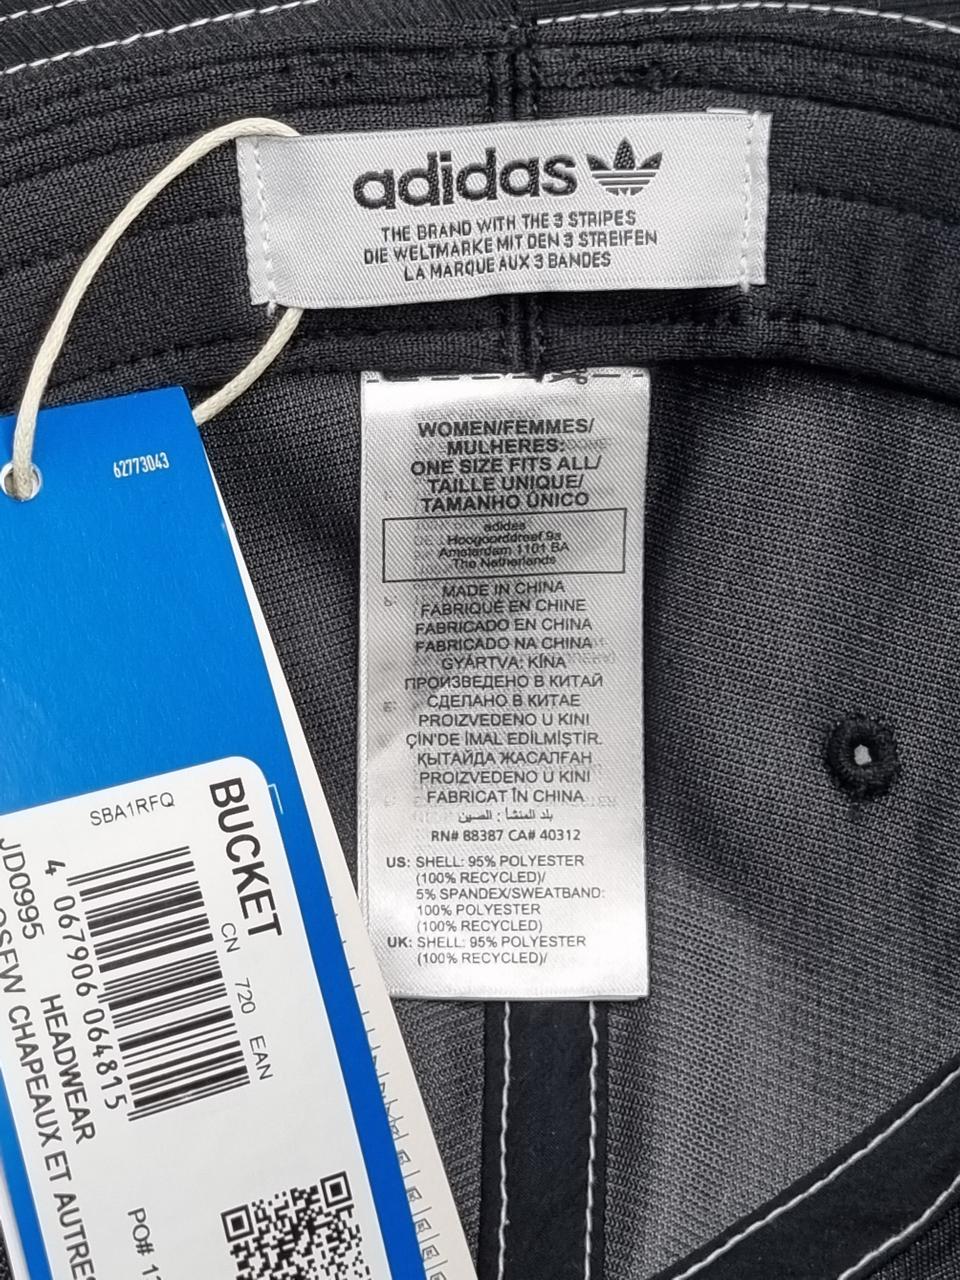 adidas
THE BRAND WITH THE 3 STRIPES
DIE WELTMARKE MIT DEN 3 STREIFEN
LA MARQUE AUX 3 BANDES
62773043
WOMEN/FEMMES/
MULHERES:
ONE SIZE FITS ALL/
TAILLE UNIQUE/
TAMANHO ÚNICO
adidas
Hoogoorddreef 9a
Amsterdam 1101 BA
The Netherlands
MADE IN CHINA
FABRIQUÉ EN CHINE
FABRICADO EN CHINA
FABRICADO NA CHINA
GYÁRTVA: KÍNA
ПРОИЗВЕДЕНО В КИТАЙ
СДЕЛАНО В КИТАЕ
PROIZVEDENO U KINI
ÇİN'DE İMAL EDİLMİŞTİR.
ҚЫТАЙДА ЖАСАЛҒАН
PROIZVEDENO U KINI
FABRICAT ÎN CHINA
بلد المنشأ : الصين
RN# 88387 CA# 40312
US: SHELL: 95% POLYESTER
(100% RECYCLED)/
5% SPANDEX/SWEATBAND:
100% POLYESTER
(100% RECYCLED)
UK: SHELL: 95% POLYESTER
(100% RECYCLED)/
SBA1RFQ
BUCKET
CN 720 EAN
4 067906 064815
JD0995 HEADWEAR
OSFW CHAPEAUX ET AUTRES
PO#